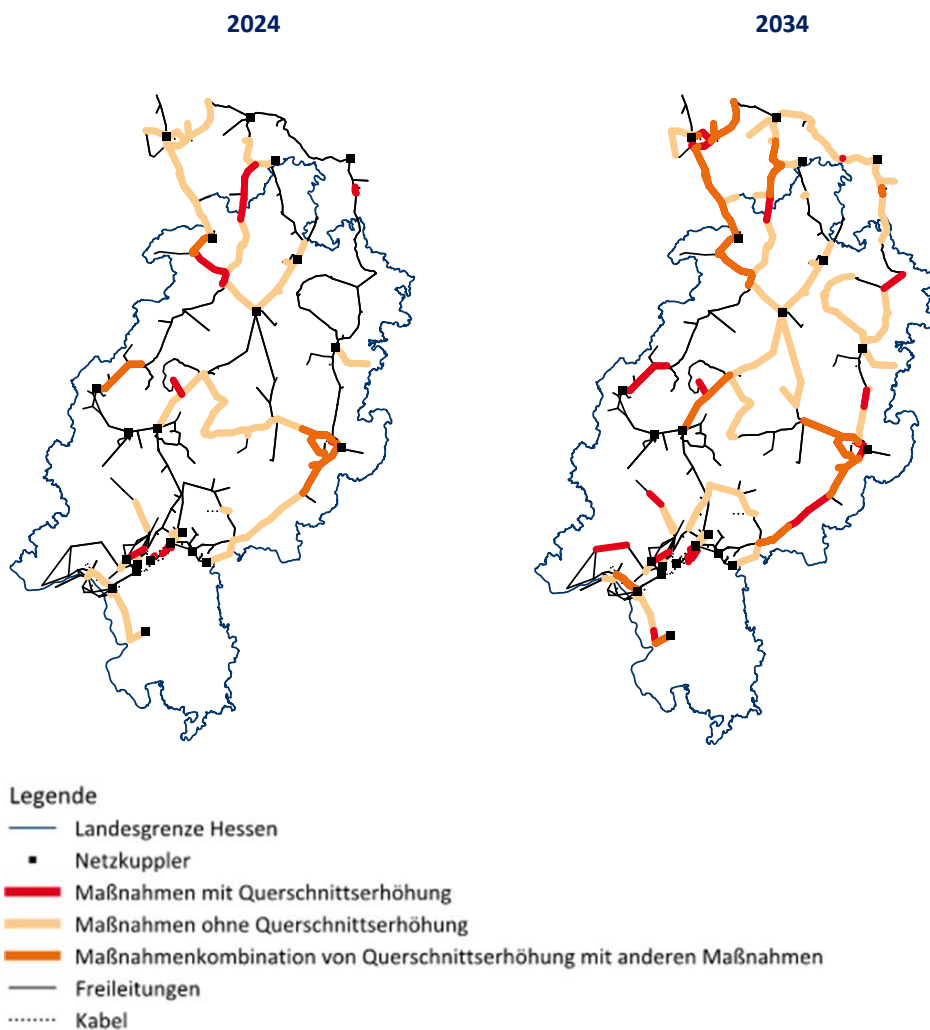 2024
2034
Legende
Landesgrenze Hessen
Netzkuppler
Maßnahmen mit Querschnittserhöhung
Maßnahmen ohne Querschnittserhöhung
Maßnahmenkombination von Querschnittserhöhung mit anderen Maßnahmen
Freileitungen
Kabel